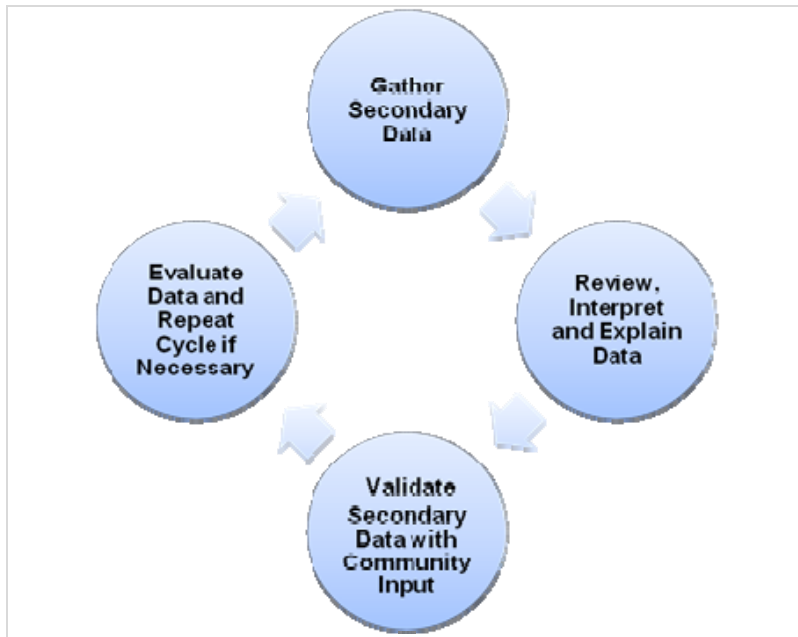 Gather
Secondary
Data
Review,
Interpret
and Explain
Data
Validate
Secondary
Data with
Community
Input
Evaluate
Data and
Repeat
Cycle if
Necessary